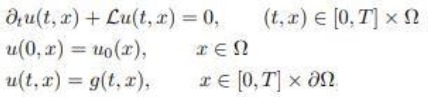 ∂ₜu(t, x) + ℒu(t, x) = 0, (t, x) ∈ [0, T] × Ω
u(0, x) = u₀(x), x ∈ Ω
u(t, x) = g(t, x), x ∈ [0, T] × ∂Ω